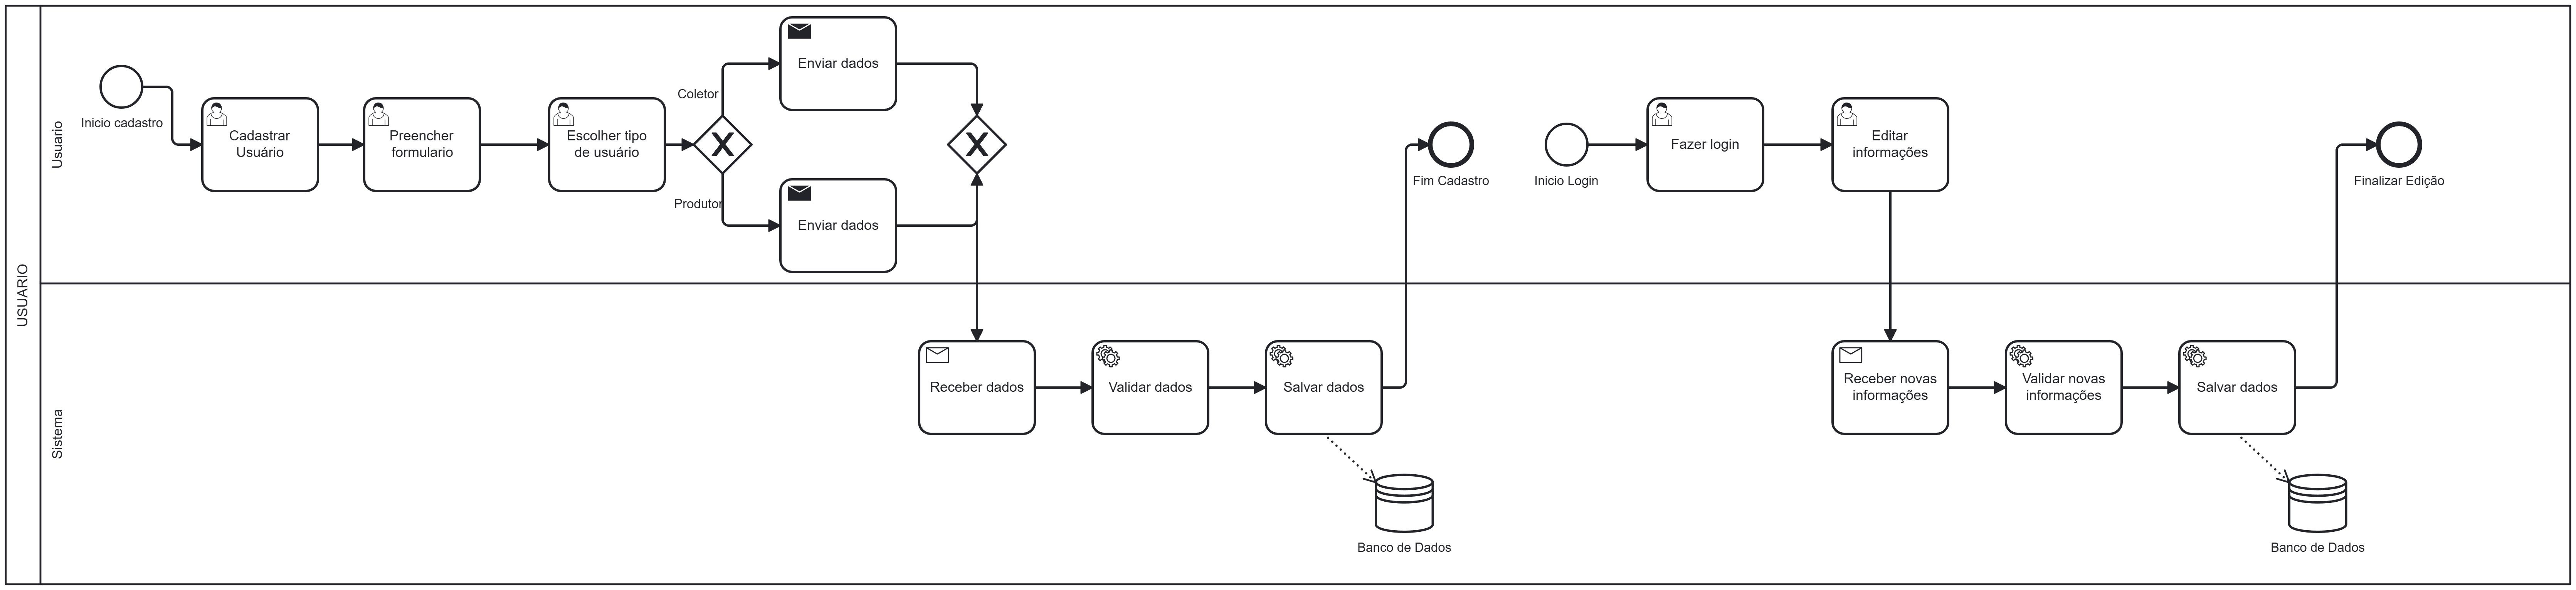 USUARIO
Usuario
Inicio cadastro
Cadastrar
Usuário
Preencher
formulario
Escolher tipo
de usuário
Coletor
Produtor
Enviar dados
Enviar dados
Fim Cadastro
Inicio Login
Fazer login
Editar
informações
Finalizar Edição
Sistema
Receber dados
Validar dados
Salvar dados
Banco de Dados
Receber novas
informações
Validar novas
informações
Salvar dados
Banco de Dados